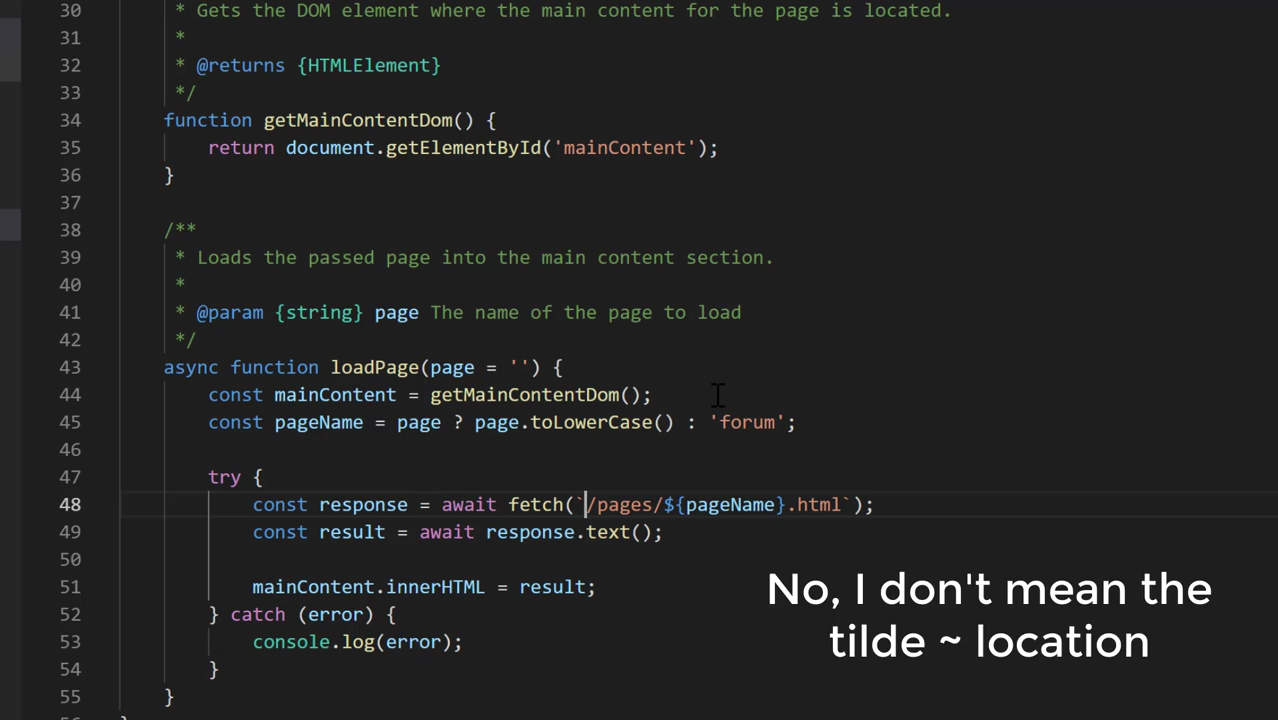 30 * Gets the DOM element where the main content for the page is located.
31 *
32 * @returns {HTMLElement}
33 */
34 function getMainContentDom() {
35 return document.getElementById('mainContent');
36 }
37
38 /**
39 * Loads the passed page into the main content section.
40 *
41 * @param {string} page The name of the page to load
42 */
43 async function loadPage(page = '') {
44 const mainContent = getMainContentDom();
45 const pageName = page ? page.toLowerCase() : 'forum';
46
47 try {
48 const response = await fetch(`/pages/${pageName}.html`);
49 const result = await response.text();
50
51 mainContent.innerHTML = result;
52 } catch (error) {
53 console.log(error);
54 }
55 }
No, I don't mean the
tilde ~ location